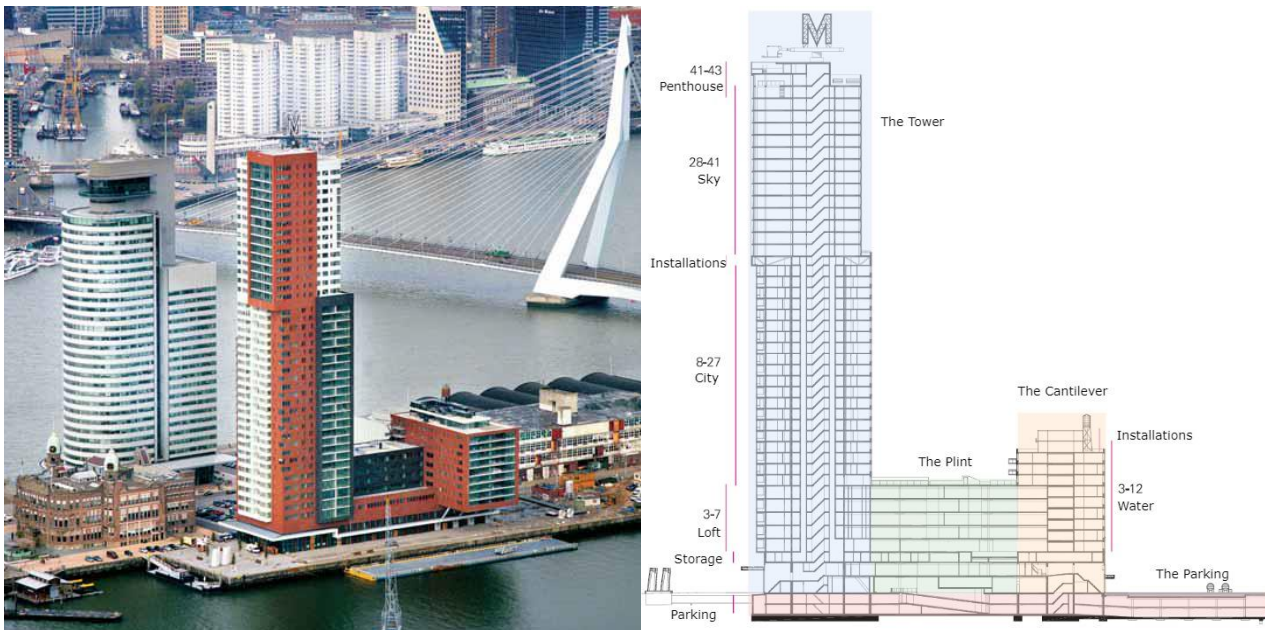 M
M
41-43
Penthouse
The Tower
28-41
Sky
Installations
8-27
City
The Cantilever
Installations
The Plint
3-12
Water
3-7
Loft
Storage
The Parking
Parking